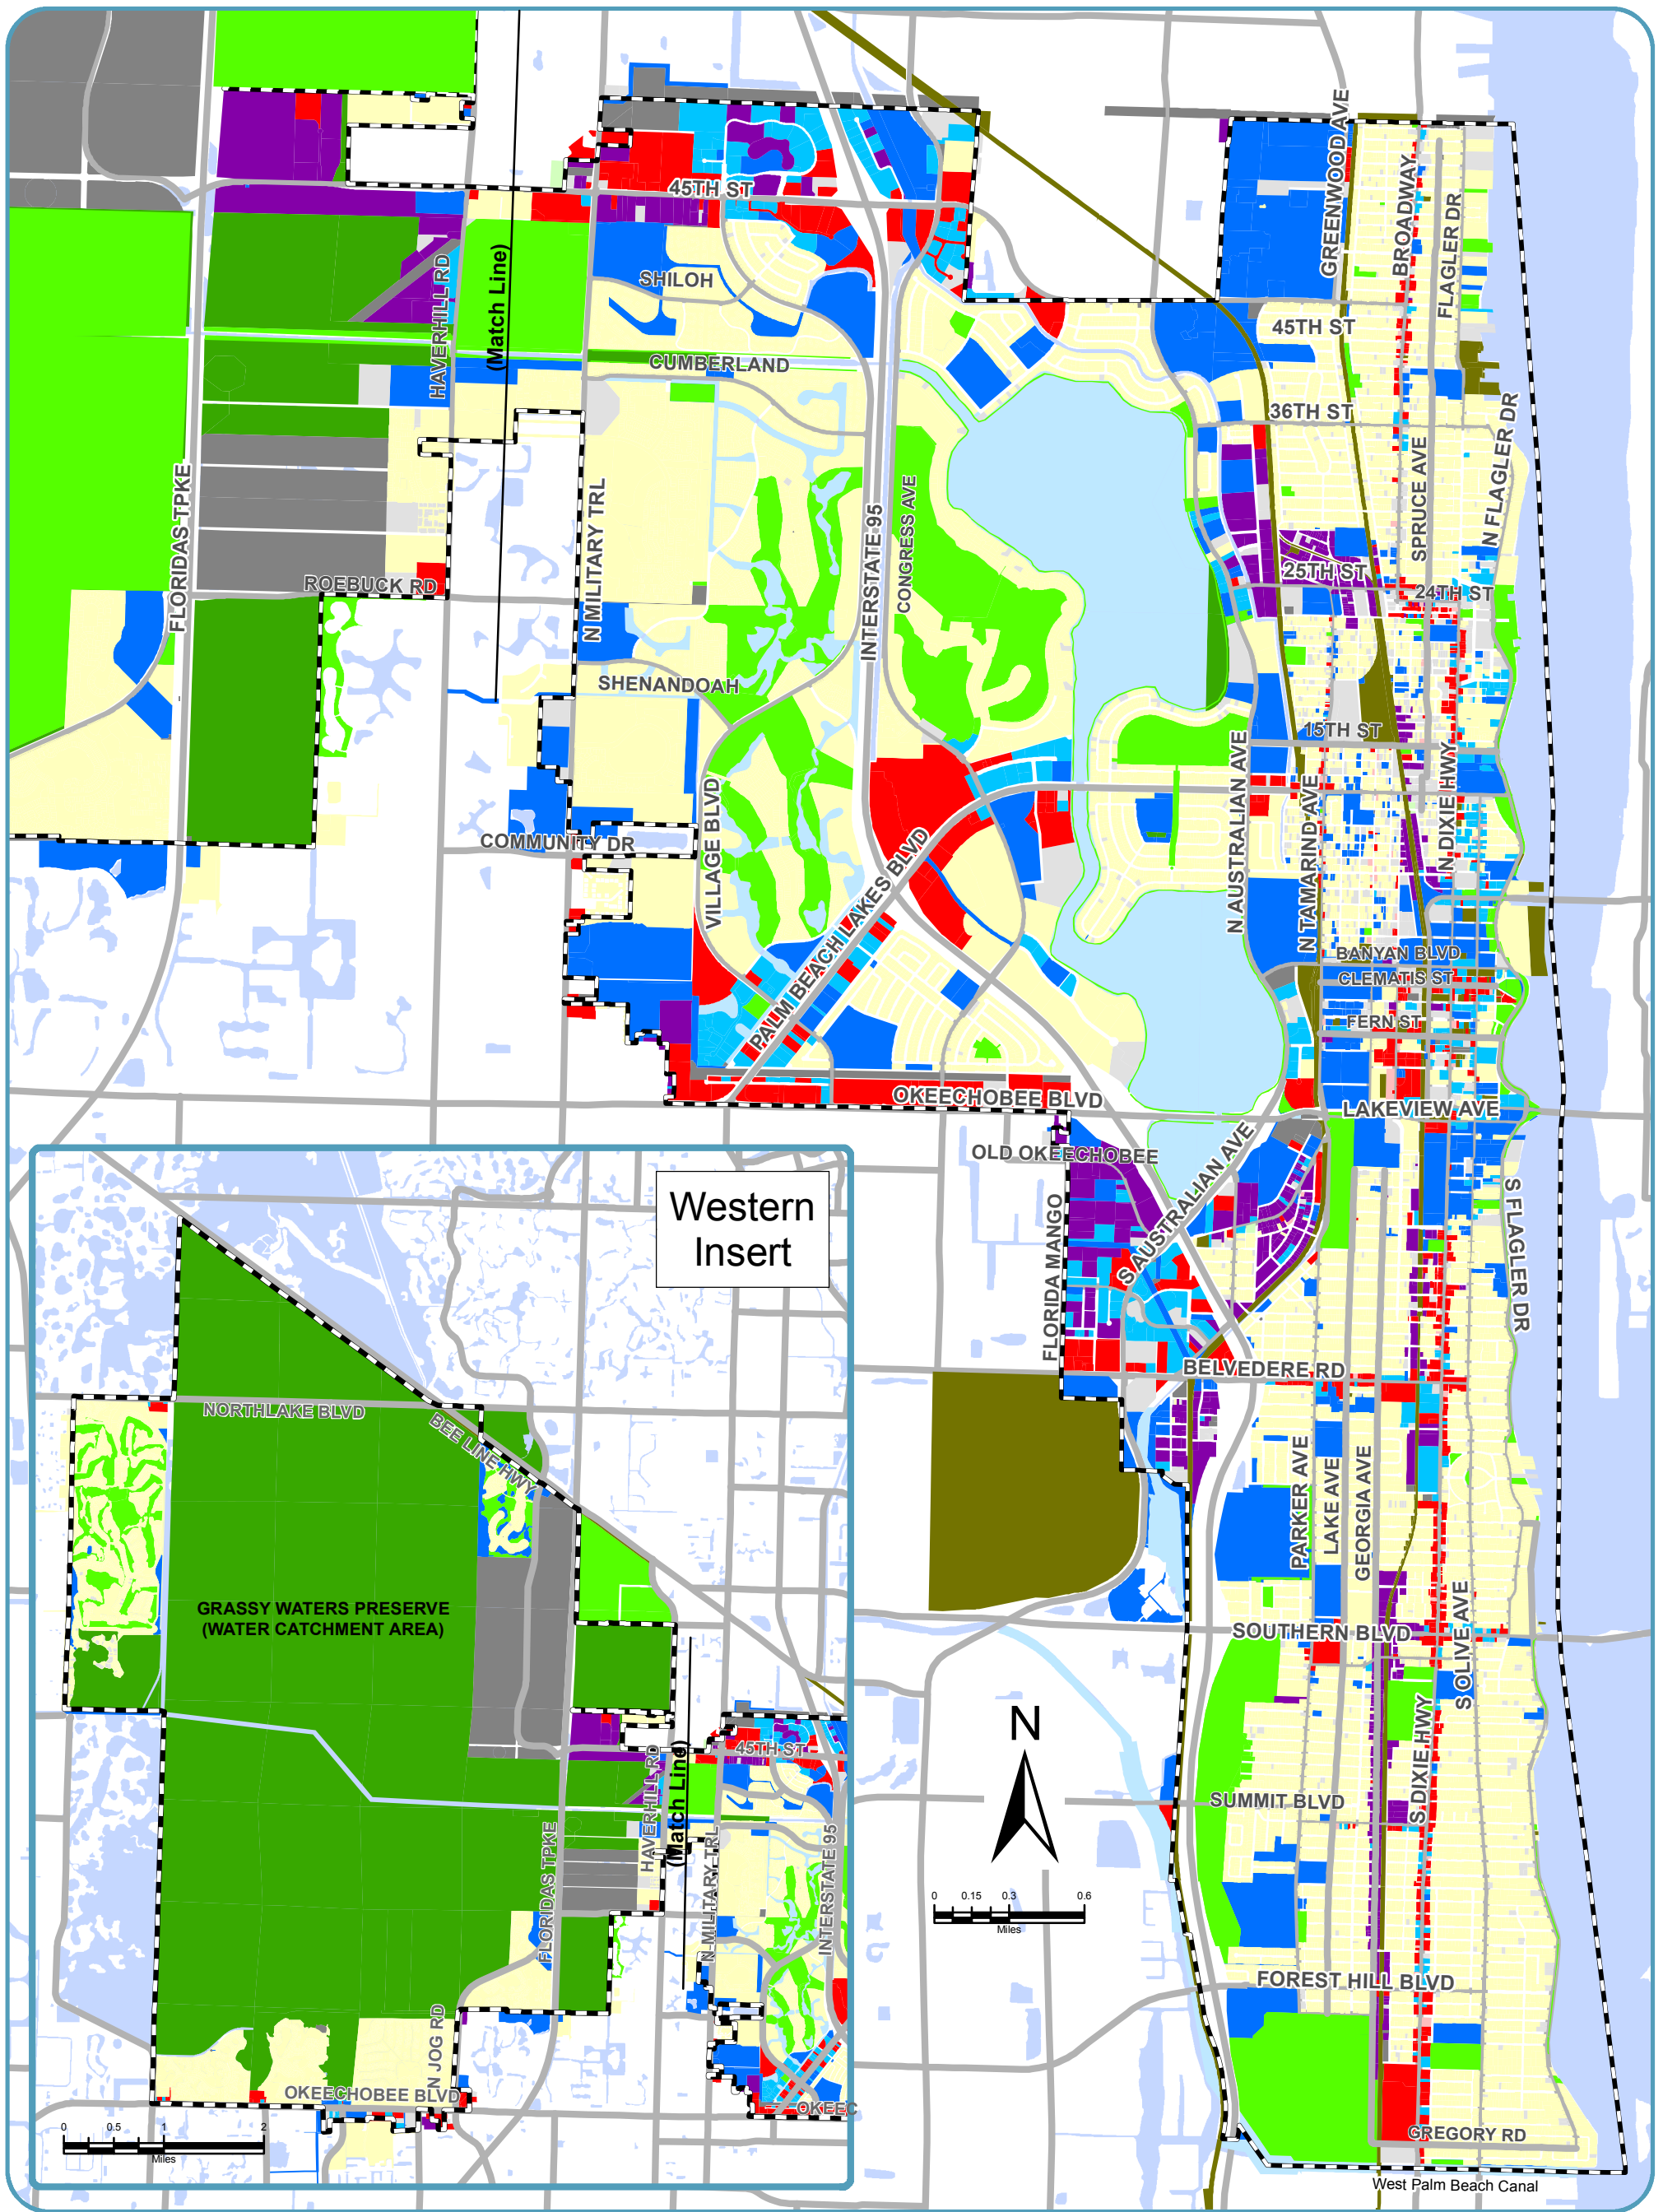 GREENWOOD AVE
BROADWAY
FLAGLER DR
45TH ST
SHILOH
HAVERHILL RD
(Match Line)
45TH ST
CUMBERLAND
36TH ST
N FLAGLER DR
FLORIDAS TPKE
N MILITARY TRL
INTERSTATE 95
CONGRESS AVE
SPRUCE AVE
ROEBUCK RD
25TH ST
24TH ST
SHENANDOAH
15TH ST
N AUSTRALIAN AVE
N TAMARIND AVE
N DIXIE HWY
VILLAGE BLVD
COMMUNITY DR
PALM BEACH LAKES BLVD
BANYAN BLVD
CLEMATIS ST
FERN ST
OKEECHOBEE BLVD
LAKEVIEW AVE
OLD OKEECHOBEE
S AUSTRALIAN AVE
FLORIDA MANGO
S FLAGLER DR
BELVEDERE RD
PARKER AVE
LAKE AVE
GEORGIA AVE
SOUTHERN BLVD
S OLIVE AVE
S DIXIE HWY
SUMMIT BLVD
FOREST HILL BLVD
GREGORY RD
West Palm Beach Canal
N
0 0.15 0.3 0.6
Miles
Western
Insert
NORTHLAKE BLVD
BEE LINE HWY
GRASSY WATERS PRESERVE
(WATER CATCHMENT AREA)
45TH ST
HAVERHILL RD
(Match Line)
FLORIDAS TPKE
N MILITARY TRL
INTERSTATE 95
N JOG RD
OKEECHOBEE BLVD
OKEEC
0 0.5 1 2
Miles